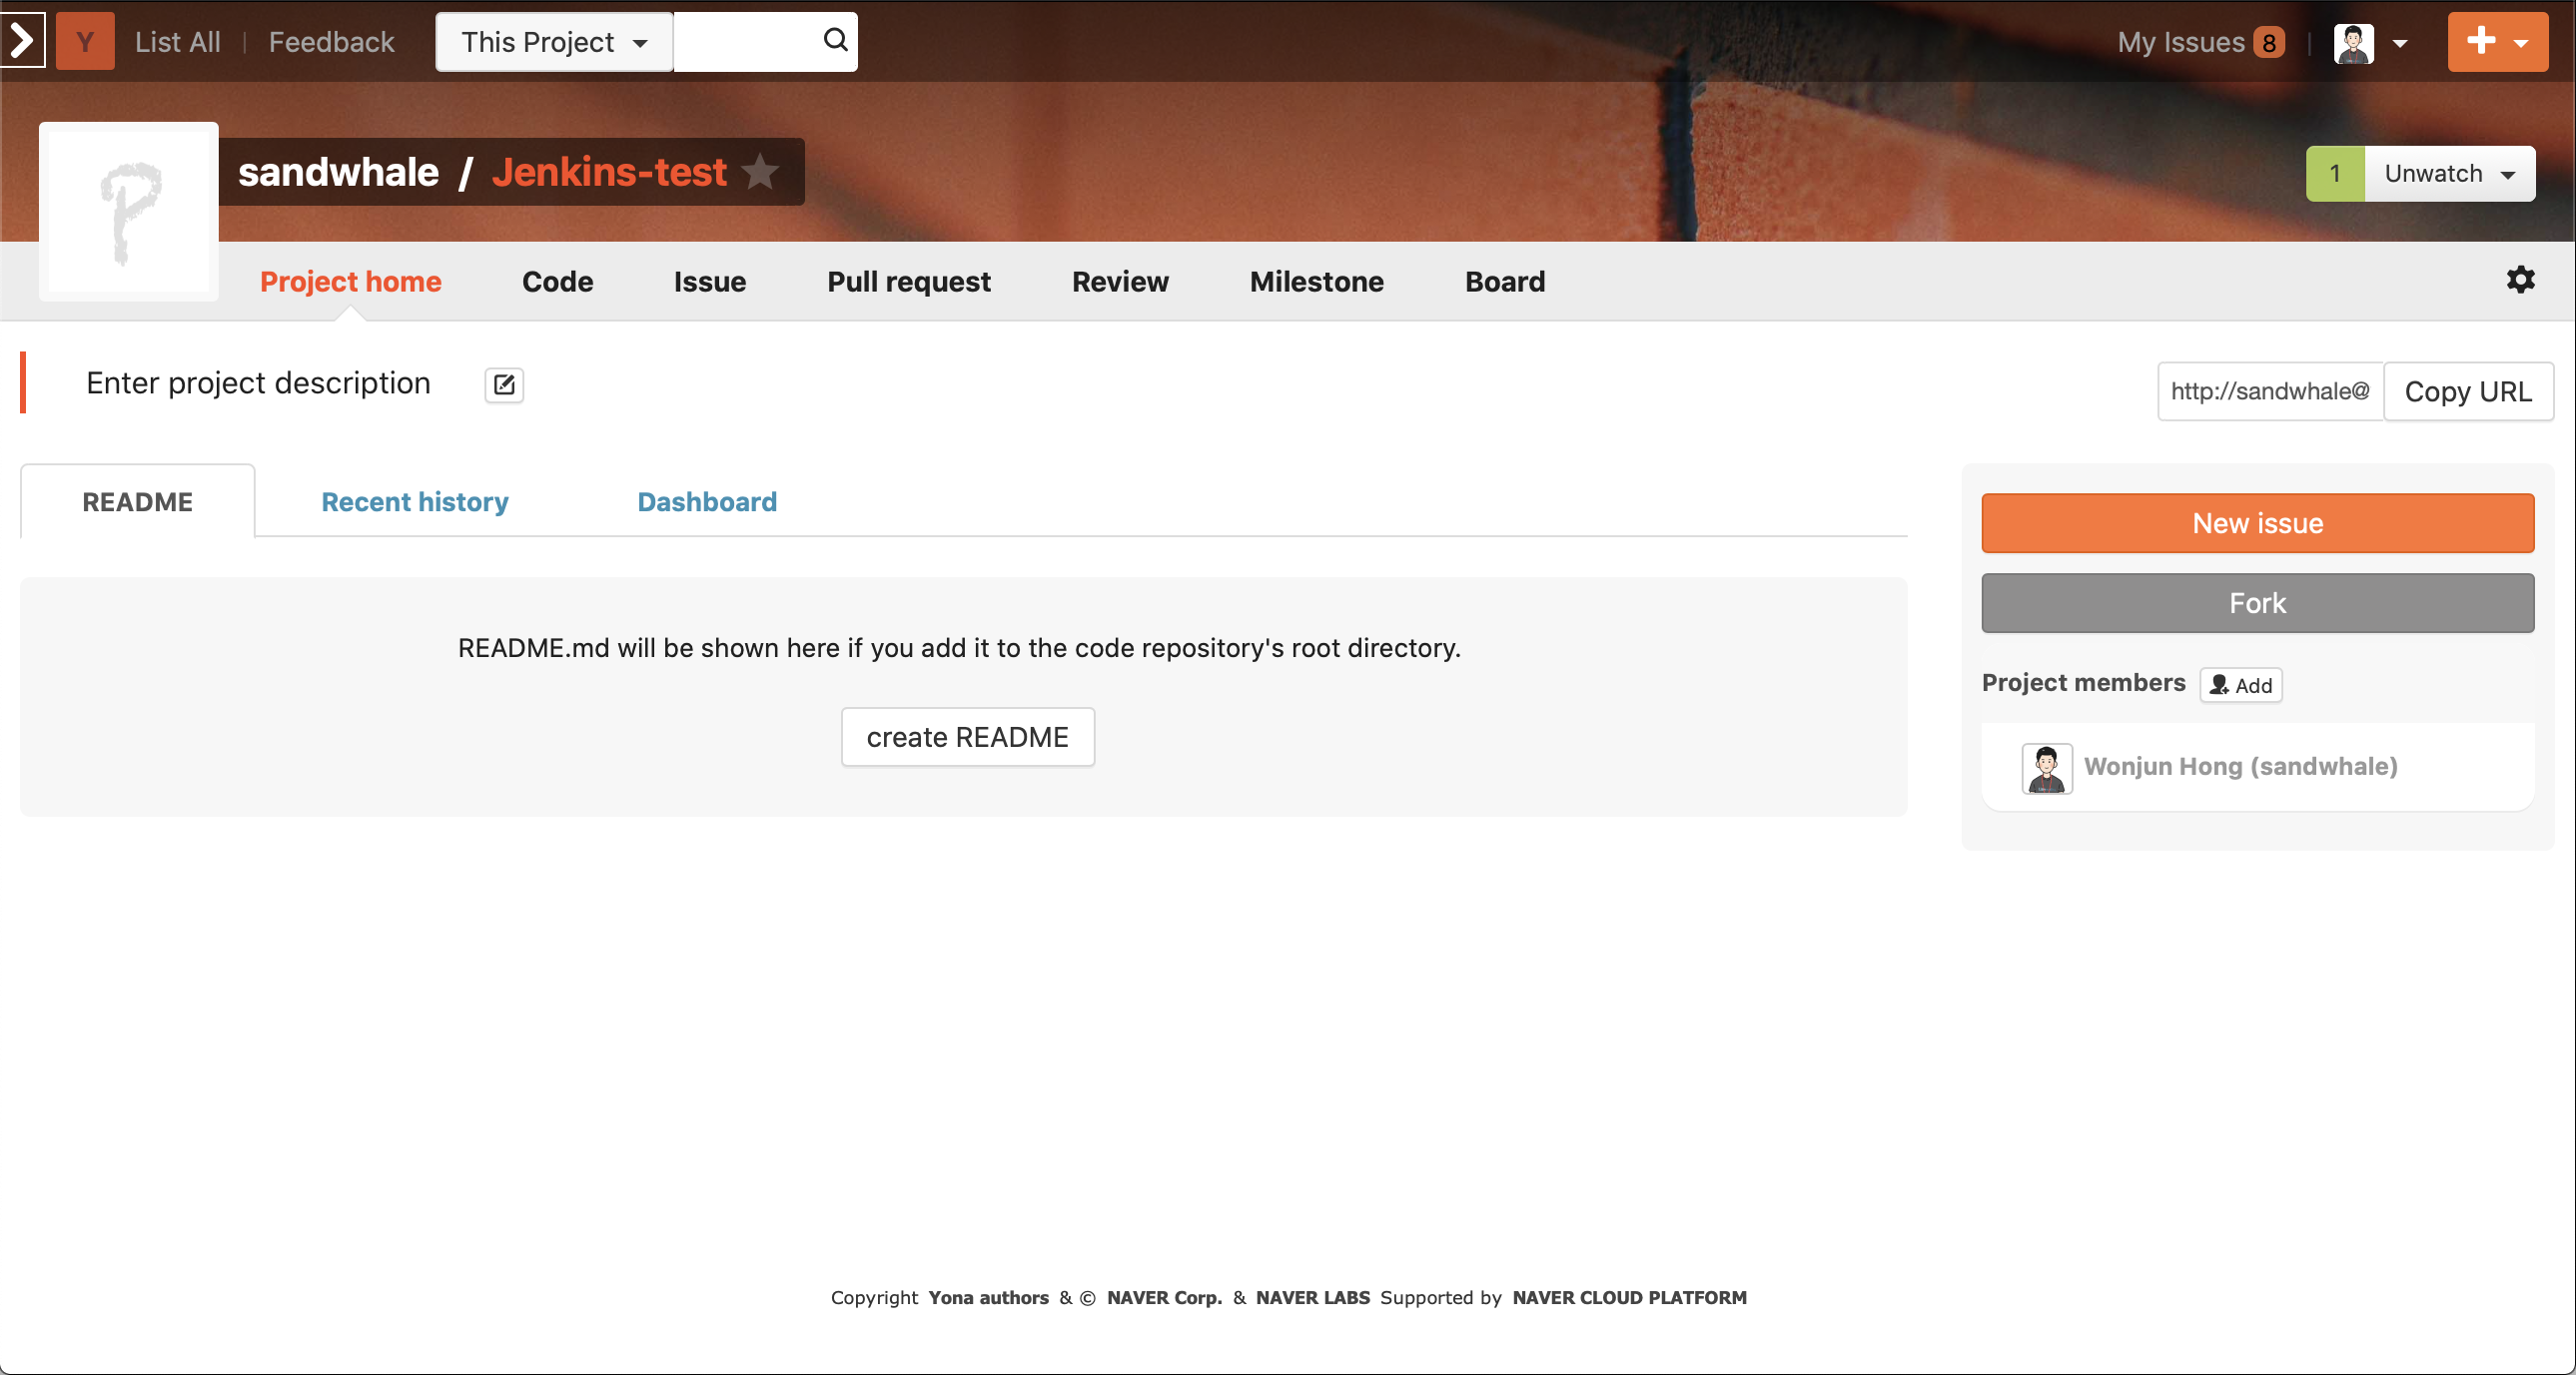 Y List All | Feedback This Project My Issues 8
sandwhale / Jenkins-test 1 Unwatch
P
Project home Code Issue Pull request Review Milestone Board
Enter project description http://sandwhale@ Copy URL
README Recent history Dashboard
README.md will be shown here if you add it to the code repository's root directory.
create README
New issue
Fork
Project members Add
Wonjun Hong (sandwhale)
Copyright Yona authors & © NAVER Corp. & NAVER LABS Supported by NAVER CLOUD PLATFORM